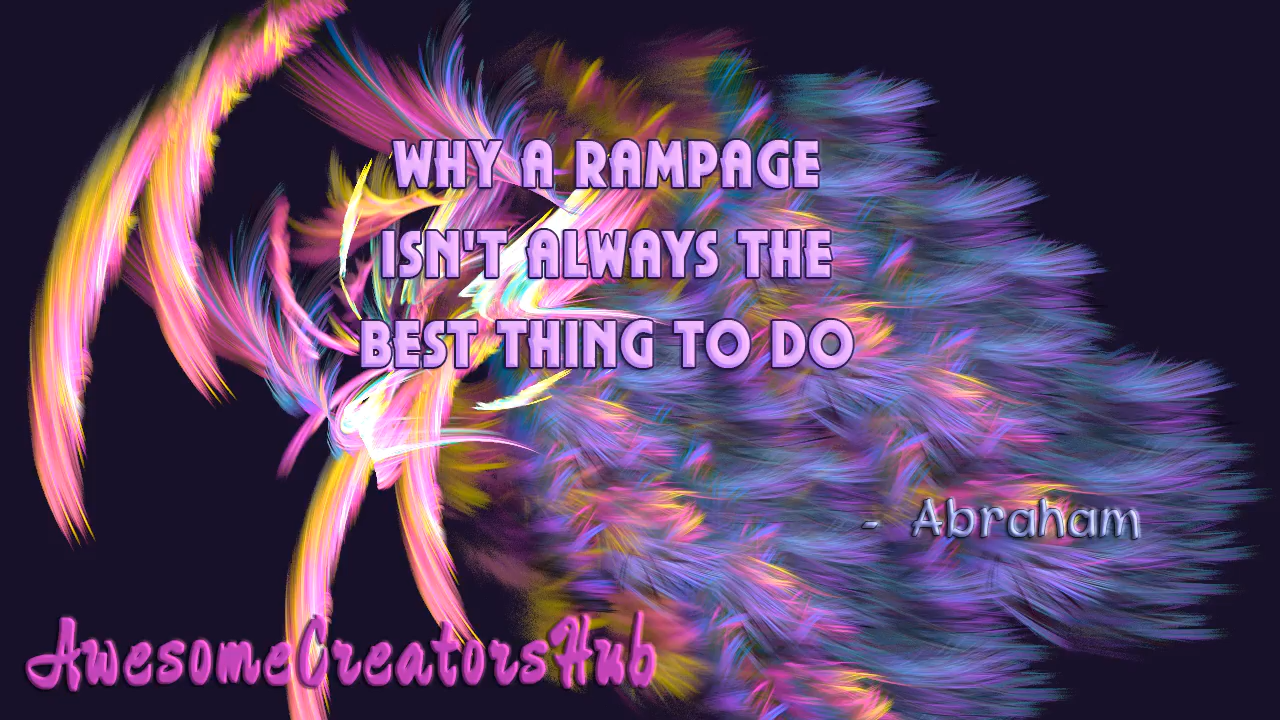 WHY A RAMPAGE
ISN'T ALWAYS THE
BEST THING TO DO
- Abraham
AwesomeCreatorsHub